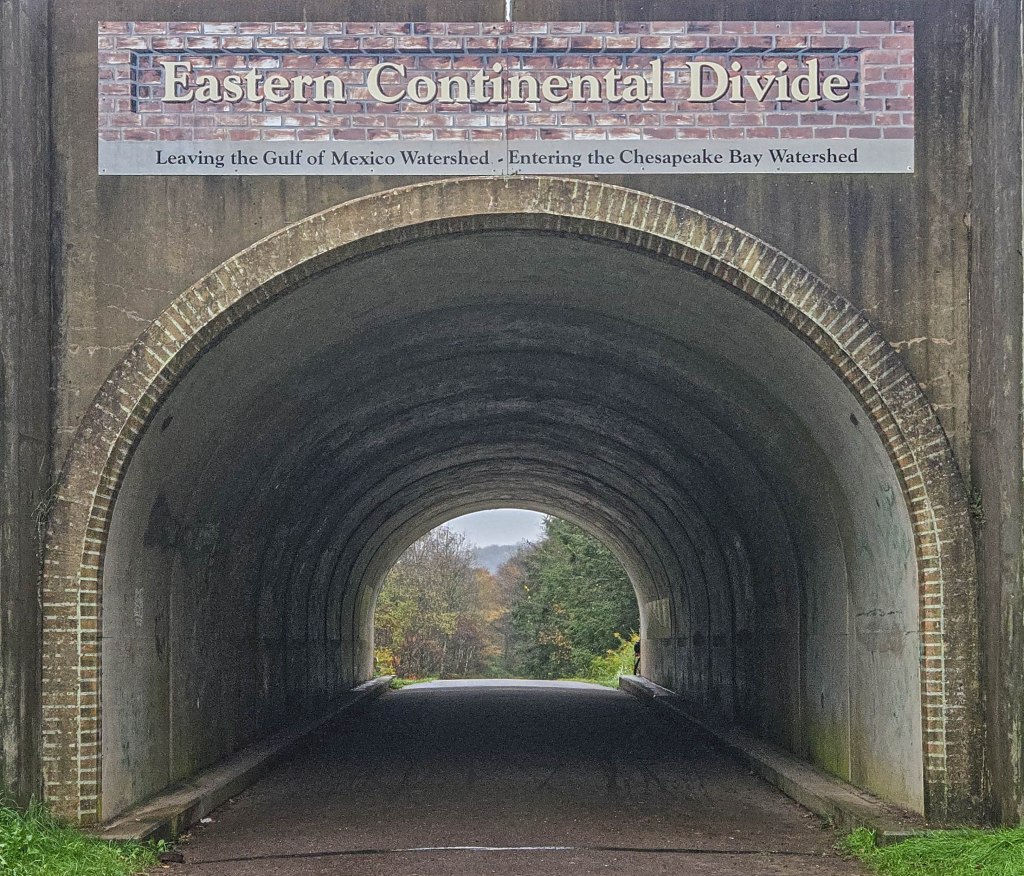 Eastern Continental Divide
Leaving the Gulf of Mexico Watershed - Entering the Chesapeake Bay Watershed